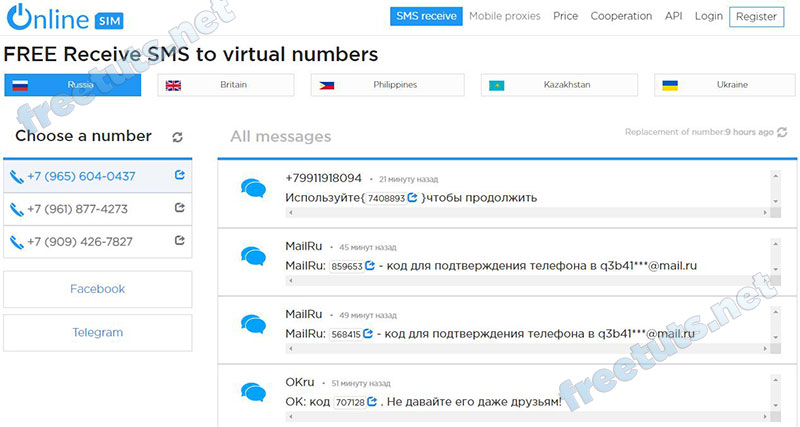 Online SIM
SMS receive Mobile proxies Price Cooperation API Login Register
FREE Receive SMS to virtual numbers
Russia Britain Philippines Kazakhstan Ukraine
Choose a number
+7 (965) 604-0437
+7 (961) 877-4273
+7 (909) 426-7827
Facebook
Telegram
All messages
Replacement of number:9 hours ago
+79911918094 • 21 минуту назад
Используйте{ 7408893 }чтобы продолжить
MailRu • 45 минут назад
MailRu: 859653 - код для подтверждения телефона в q3b41***@mail.ru
MailRu • 49 минут назад
MailRu: 568415 - код для подтверждения телефона в q3b41***@mail.ru
OKru • 51 минуту назад
OK: код 707128 . Не давайте его даже друзьям!
freetuts.net
freetuts.net